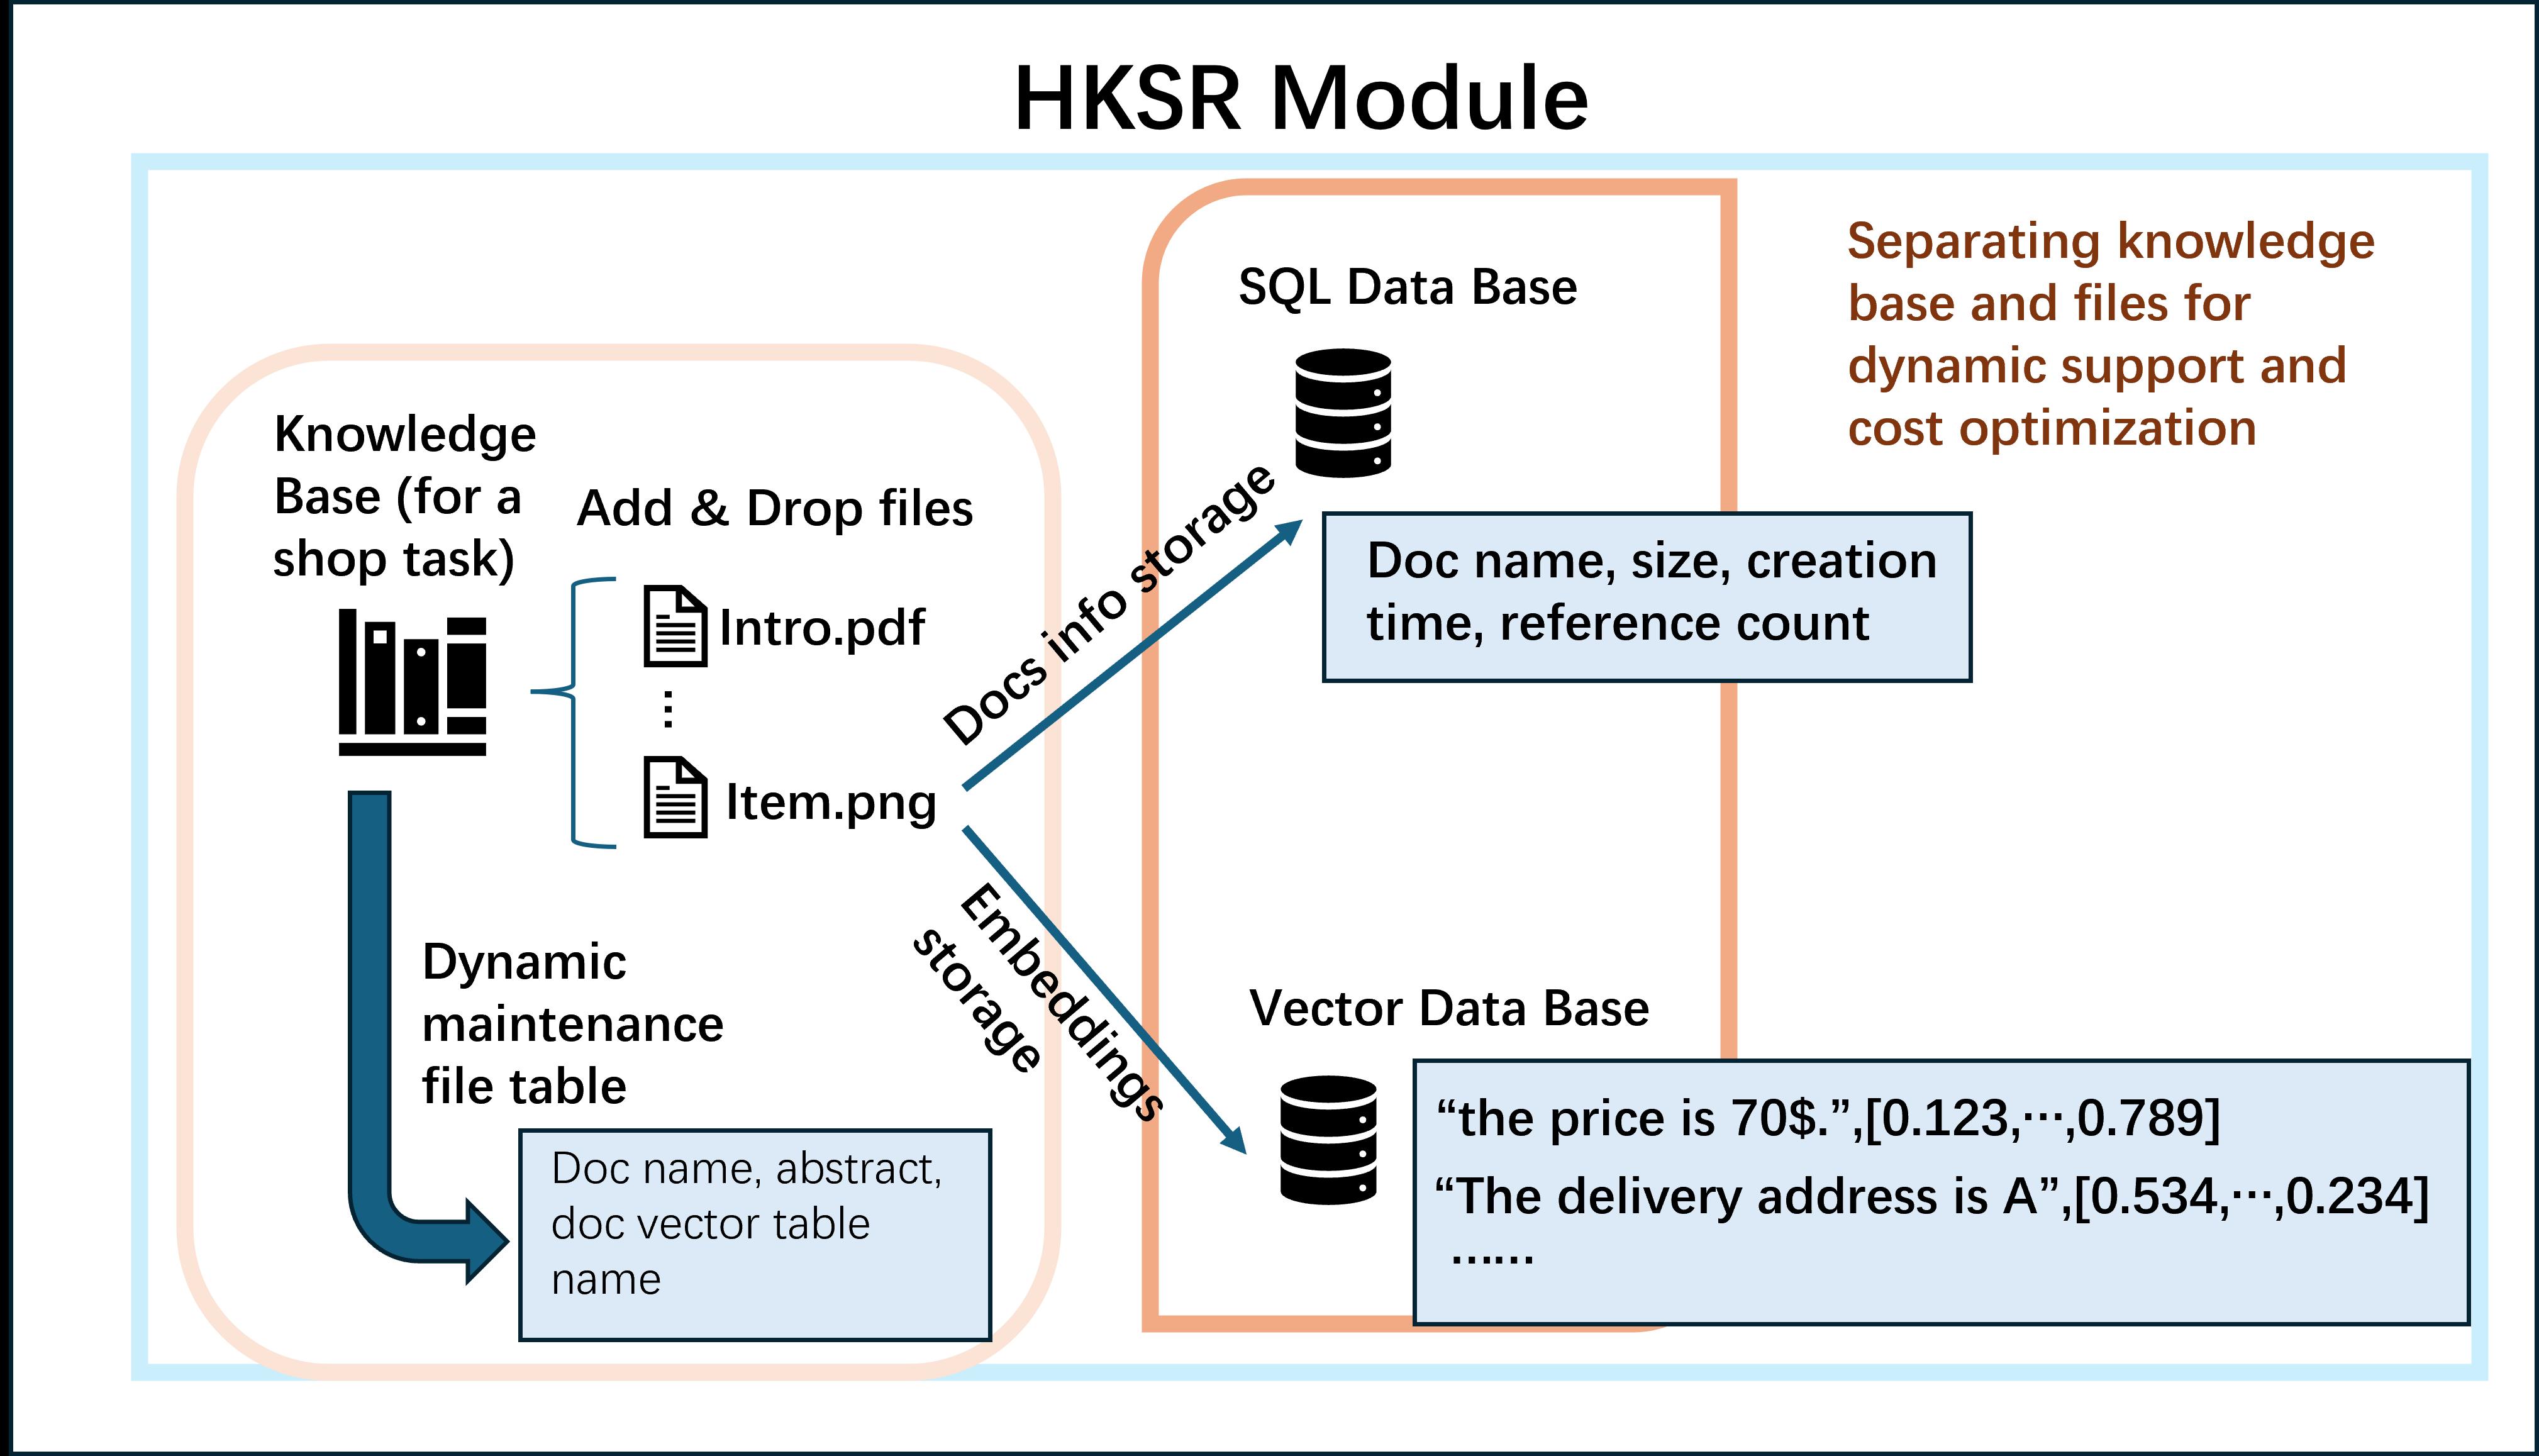 HKSR Module
Knowledge
Base (for a
shop task)
Add & Drop files
Intro.pdf
⋮
Item.png
Dynamic
maintenance
file table
Doc name, abstract,
doc vector table
name
Docs info storage
Embeddings
storage
SQL Data Base
Doc name, size, creation
time, reference count
Vector Data Base
“the price is 70$.”,[0.123,⋯,0.789]
“The delivery address is A”,[0.534,⋯,0.234]
……
Separating knowledge
base and files for
dynamic support and
cost optimization